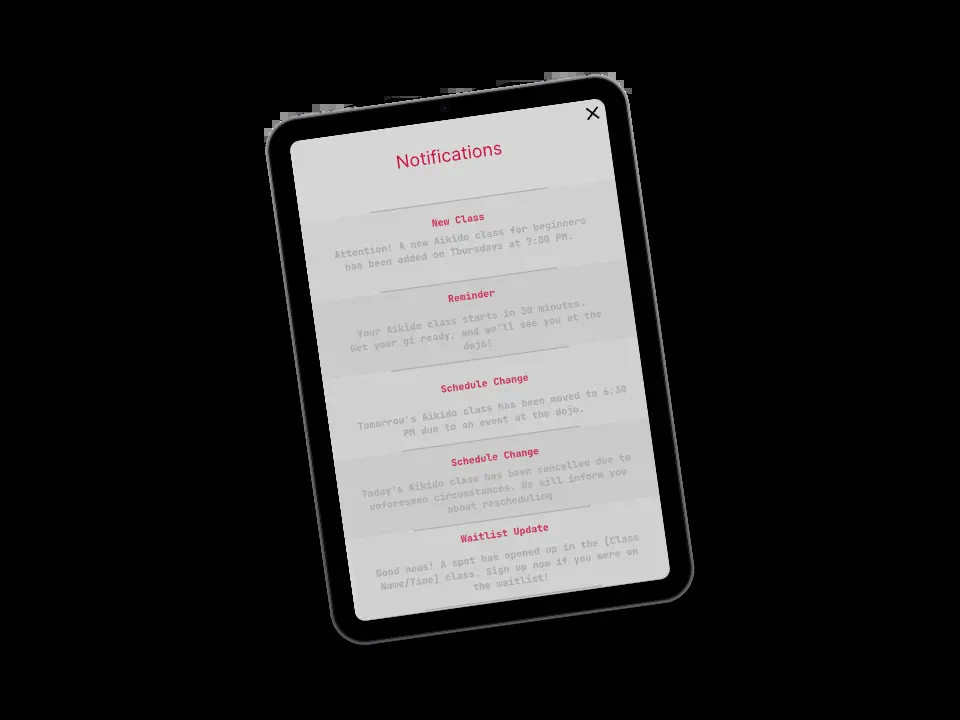 Notifications
New Class
Attention! A new Aikido class for beginners
has been added on Thursdays at 7:00 PM.
Reminder
Your Aikido class starts in 30 minutes.
Get your gi ready, and we'll see you at the
dojo!
Schedule Change
Tomorrow's Aikido class has been moved to 6:30
PM due to an event at the dojo.
Schedule Change
Today's Aikido class has been cancelled due to
unforeseen circumstances. We will inform you
about rescheduling
Waitlist Update
Good news! A spot has opened up in the [Class
Name/Time] class. Sign up now if you were on
the waitlist!